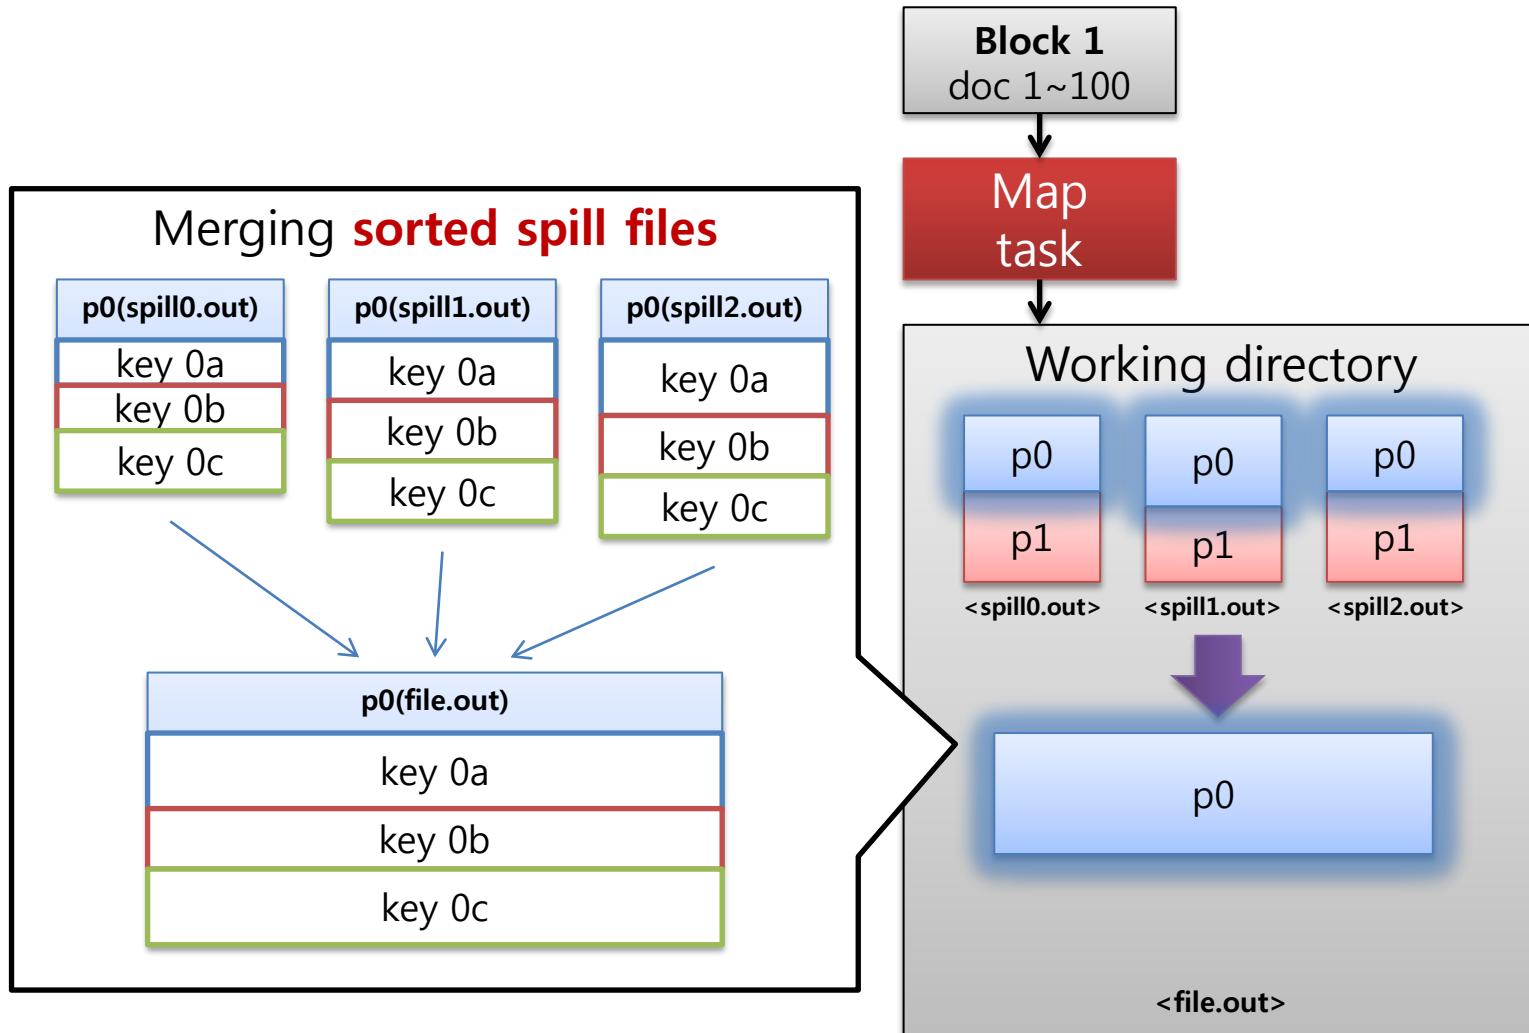 Block 1
doc 1~100
Map
task
Merging sorted spill files
p0(spill0.out)
key 0a
key 0b
key 0c
p0(spill1.out)
key 0a
key 0b
key 0c
p0(spill2.out)
key 0a
key 0b
key 0c
p0(file.out)
key 0a
key 0b
key 0c
Working directory
p0
p1
<spill0.out>
p0
p1
<spill1.out>
p0
p1
<spill2.out>
p0
<file.out>